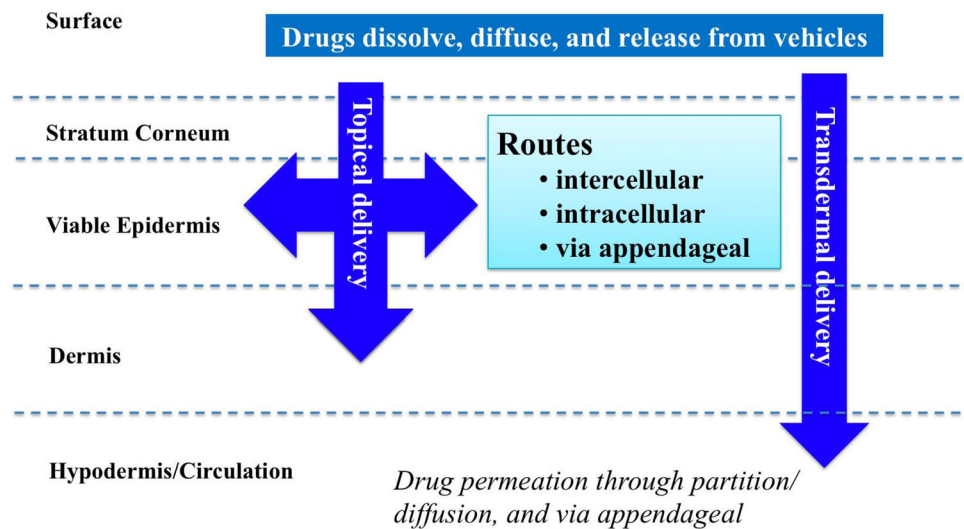 Surface
Drugs dissolve, diffuse, and release from vehicles
Stratum Corneum
Topical delivery
Routes
• intercellular
• intracellular
• via appendageal
Transdermal delivery
Viable Epidermis
Dermis
Hypodermis/Circulation
Drug permeation through partition/
diffusion, and via appendageal